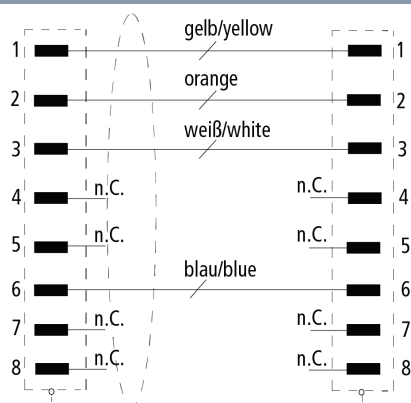 gelb/yellow
1 1
orange
2 2
weiß/white
3 3
4 n.C. n.C. 4
5 n.C. n.C. 5
blau/blue
6 6
7 n.C. n.C. 7
8 n.C. n.C. 8